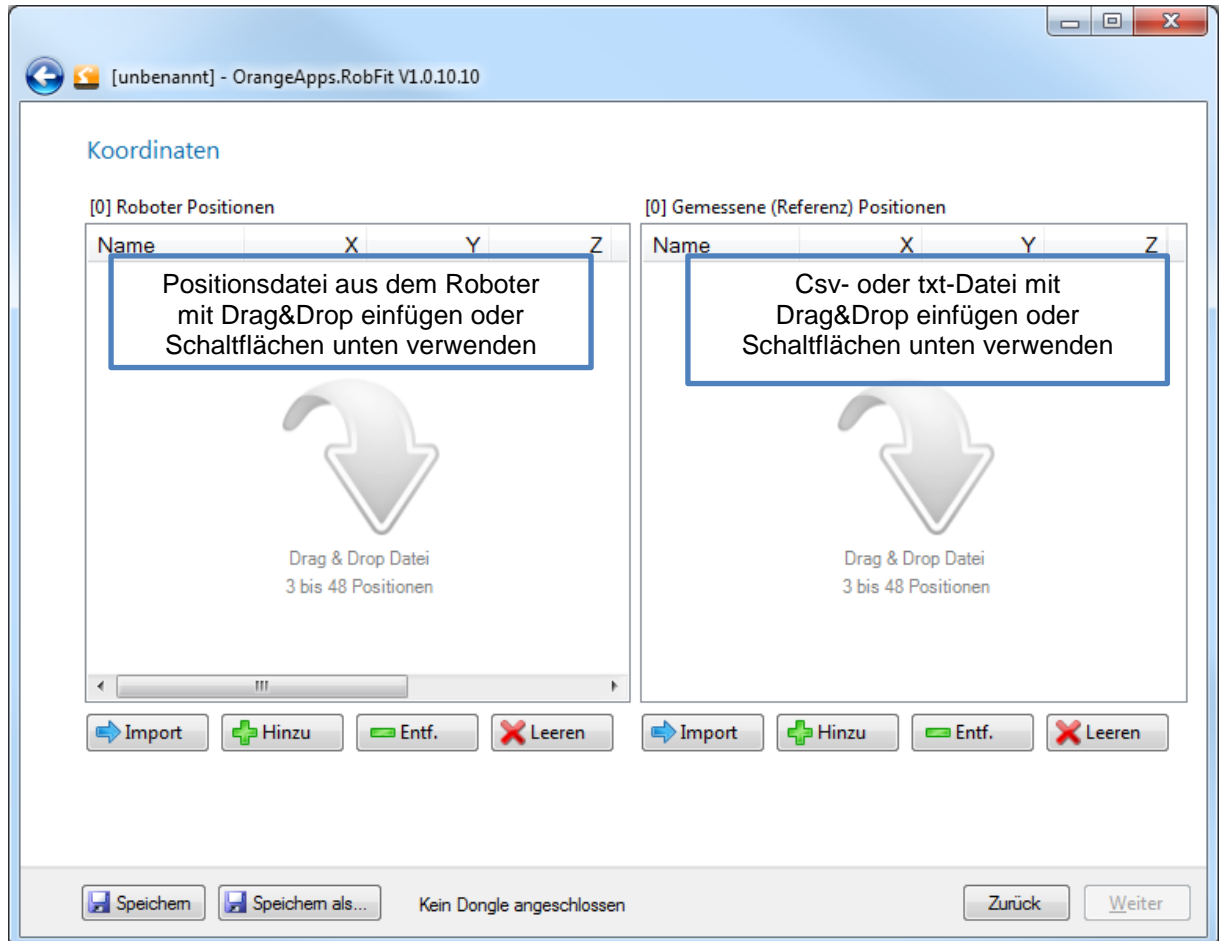 [unbenannt] - OrangeApps.RobFit V1.0.10.10
Koordinaten
[0] Roboter Positionen
Name X Y Z
Positionsdatei aus dem Roboter
mit Drag&Drop einfügen oder
Schaltflächen unten verwenden
Drag & Drop Datei
3 bis 48 Positionen
Import Hinzu Entf. Leeren
[0] Gemessene (Referenz) Positionen
Name X Y Z
Csv- oder txt-Datei mit
Drag&Drop einfügen oder
Schaltflächen unten verwenden
Drag & Drop Datei
3 bis 48 Positionen
Import Hinzu Entf. Leeren
Speichern Speichern als... Kein Dongle angeschlossen Zurück Weiter